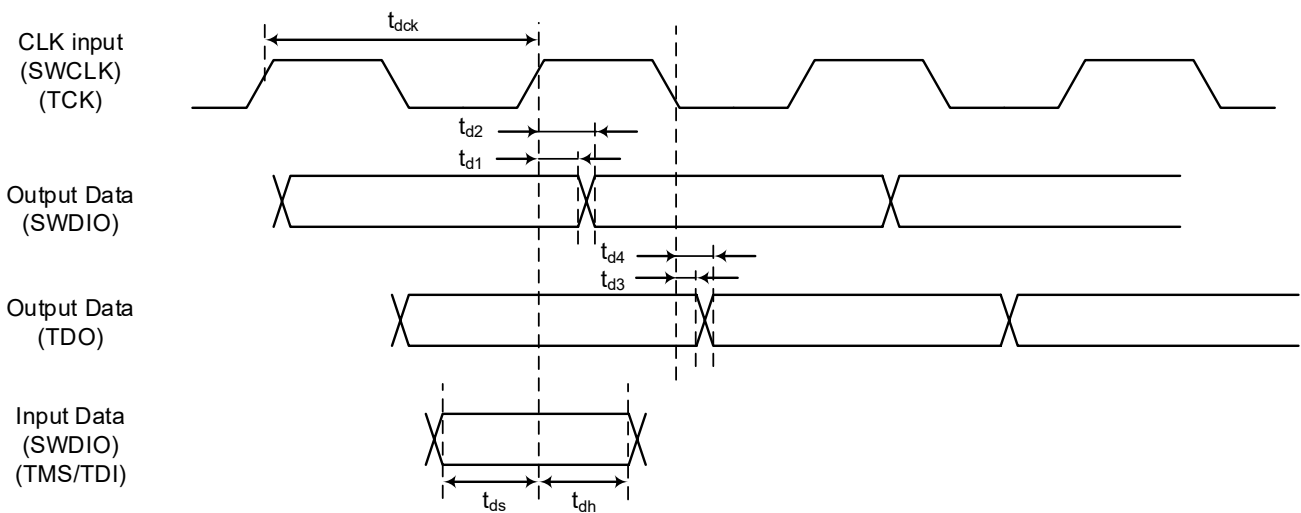 t_dck
CLK input
(SWCLK)
(TCK)
t_d2
t_d1
Output Data
(SWDIO)
t_d4
t_d3
Output Data
(TDO)
Input Data
(SWDIO)
(TMS/TDI)
t_ds
t_dh